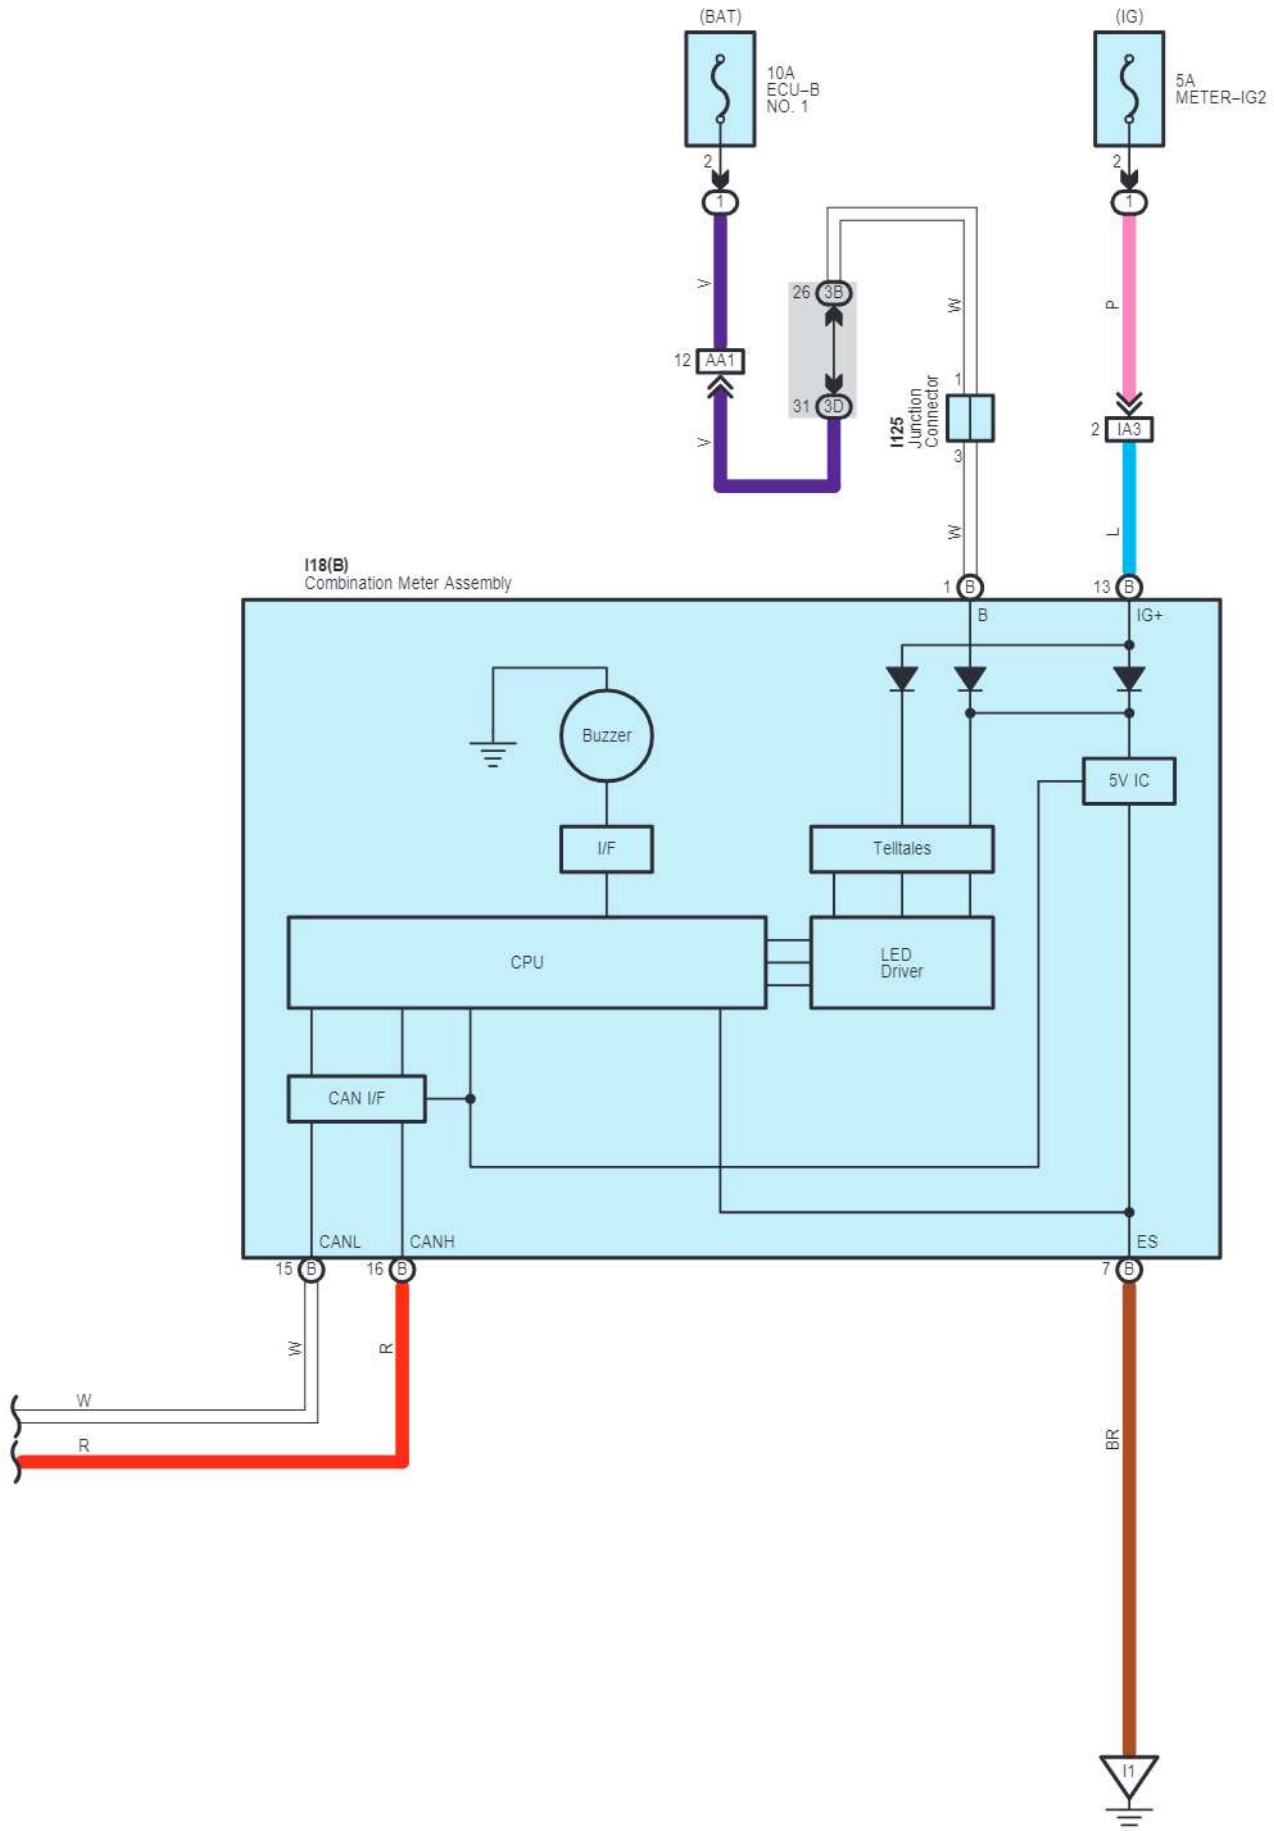 (BAT)
(IG)
10A
ECU–B
NO. 1
5A
METER–IG2
2
2
1
1
V
26 3B
W
P
12 AA1
1
31 3D
I125
Junction
Connector
2 IA3
V
3
W
L
I18(B)
Combination Meter Assembly
1 B
13 B
B
IG+
Buzzer
5V IC
I/F
Telltales
CPU
LED
Driver
CAN I/F
CANL
CANH
ES
15 B
16 B
7 B
W
R
W
R
BR
I1